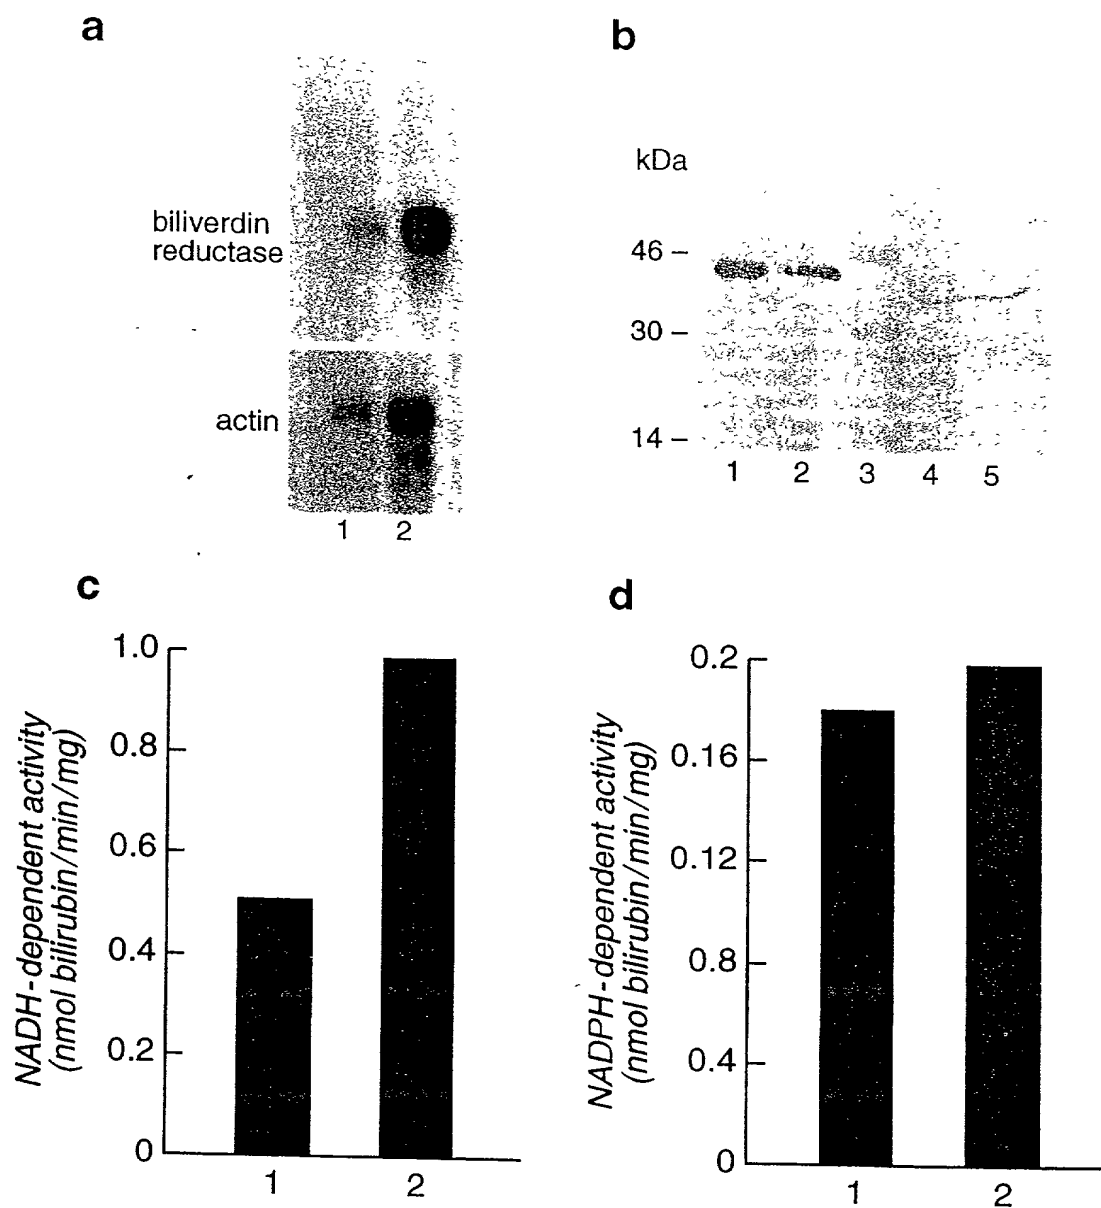 a
biliverdin
reductase
actin
1 2
b
kDa
46 –
30 –
14 –
1 2 3 4 5
c
NADH-dependent activity
(nmol bilirubin/min/mg)
1.0
0.8
0.6
0.4
0.2
0
1 2
d
NADPH-dependent activity
(nmol bilirubin/min/mg)
0.2
0.16
0.12
0.8
0.4
0
1 2